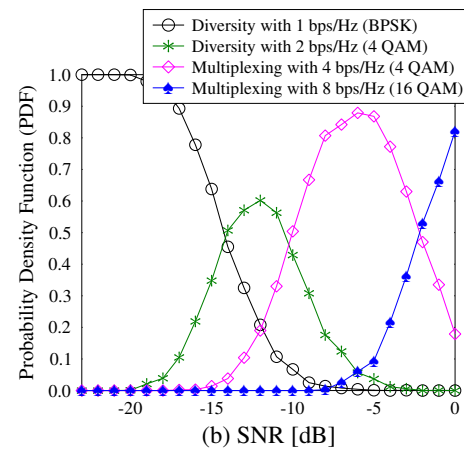 Diversity with 1 bps/Hz (BPSK)
Diversity with 2 bps/Hz (4 QAM)
Multiplexing with 4 bps/Hz (4 QAM)
Multiplexing with 8 bps/Hz (16 QAM)
Probability Density Function (PDF)
1.0
0.9
0.8
0.7
0.6
0.5
0.4
0.3
0.2
0.1
0.0
-20 -15 -10 -5 0
(b) SNR [dB]